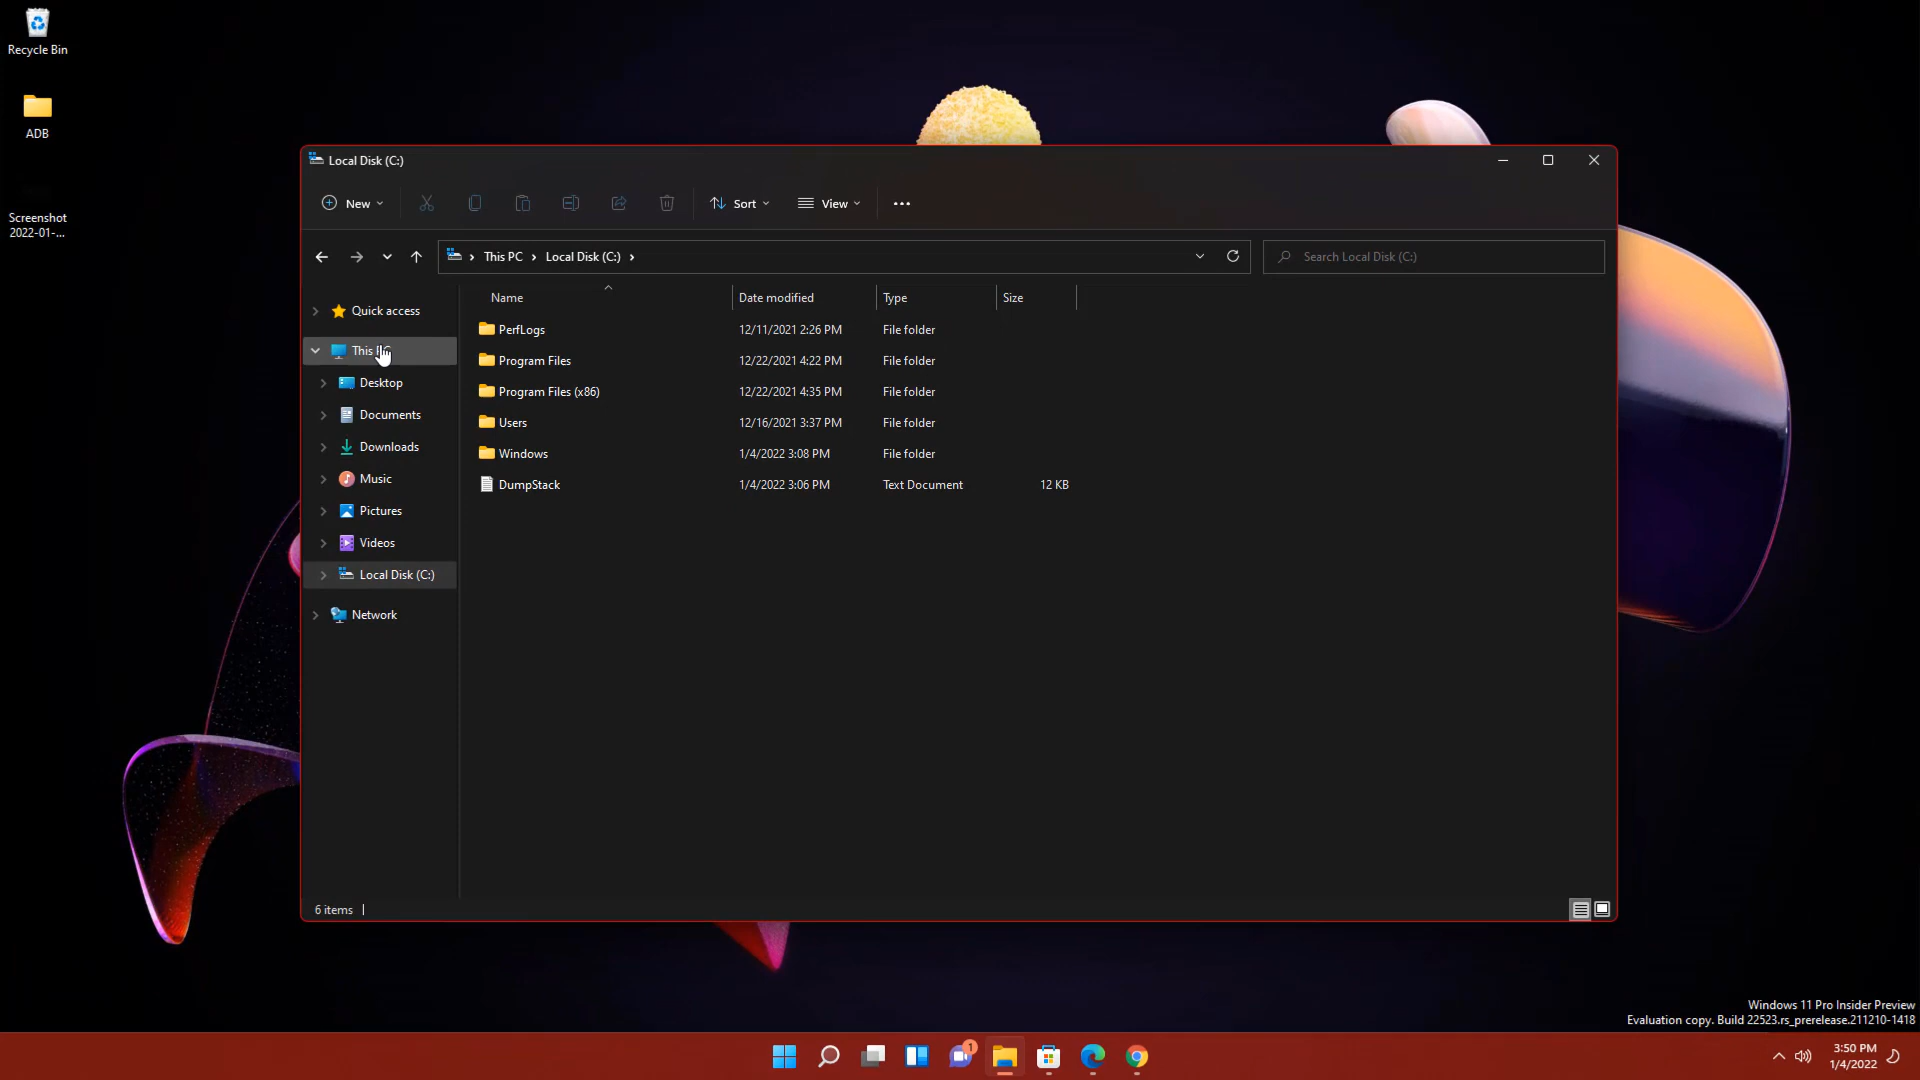 Recycle Bin
ADB
Screenshot
2022-01-...
Local Disk (C:)
New
Sort
View
This PC
Local Disk (C:)
Search Local Disk (C:)
Name
Date modified
Type
Size
Quick access
This PC
Desktop
Documents
Downloads
Music
Pictures
Videos
Local Disk (C:)
Network
PerfLogs 12/11/2021 2:26 PM File folder
Program Files 12/22/2021 4:22 PM File folder
Program Files (x86) 12/22/2021 4:35 PM File folder
Users 12/16/2021 3:37 PM File folder
Windows 1/4/2022 3:08 PM File folder
DumpStack 1/4/2022 3:06 PM Text Document 12 KB
6 items
Windows 11 Pro Insider Preview
Evaluation copy. Build 22523.rs_prerelease.211210-1418
1
3:50 PM
1/4/2022